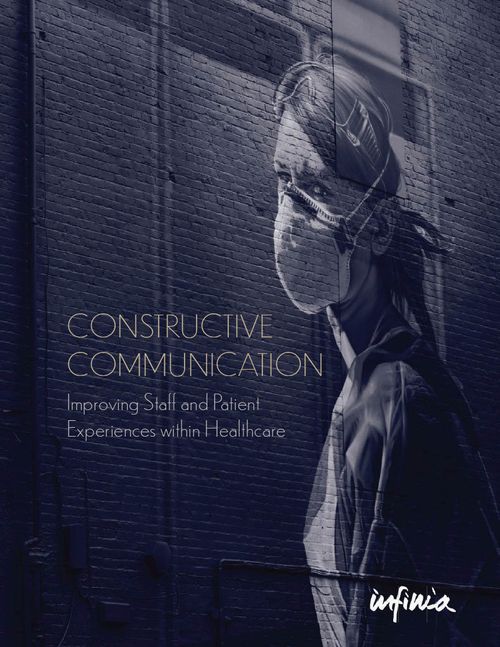 CONSTRUCTIVE
COMMUNICATION
Improving Staff and Patient
Experiences within Healthcare
infinia